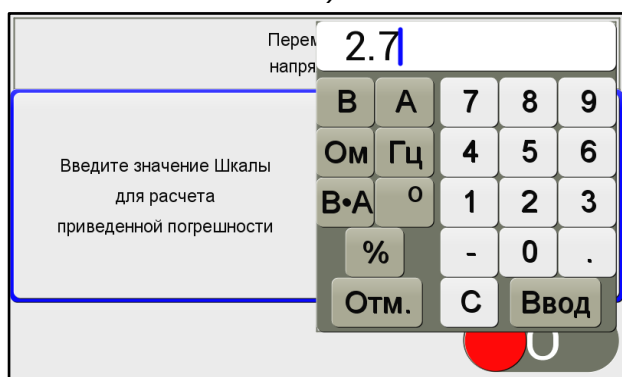 Перем
напря
2.7
В А 7 8 9
Ом Гц 4 5 6
В•А о 1 2 3
% - 0 .
Отм. С Ввод
Введите значение Шкалы
для расчета
приведенной погрешности